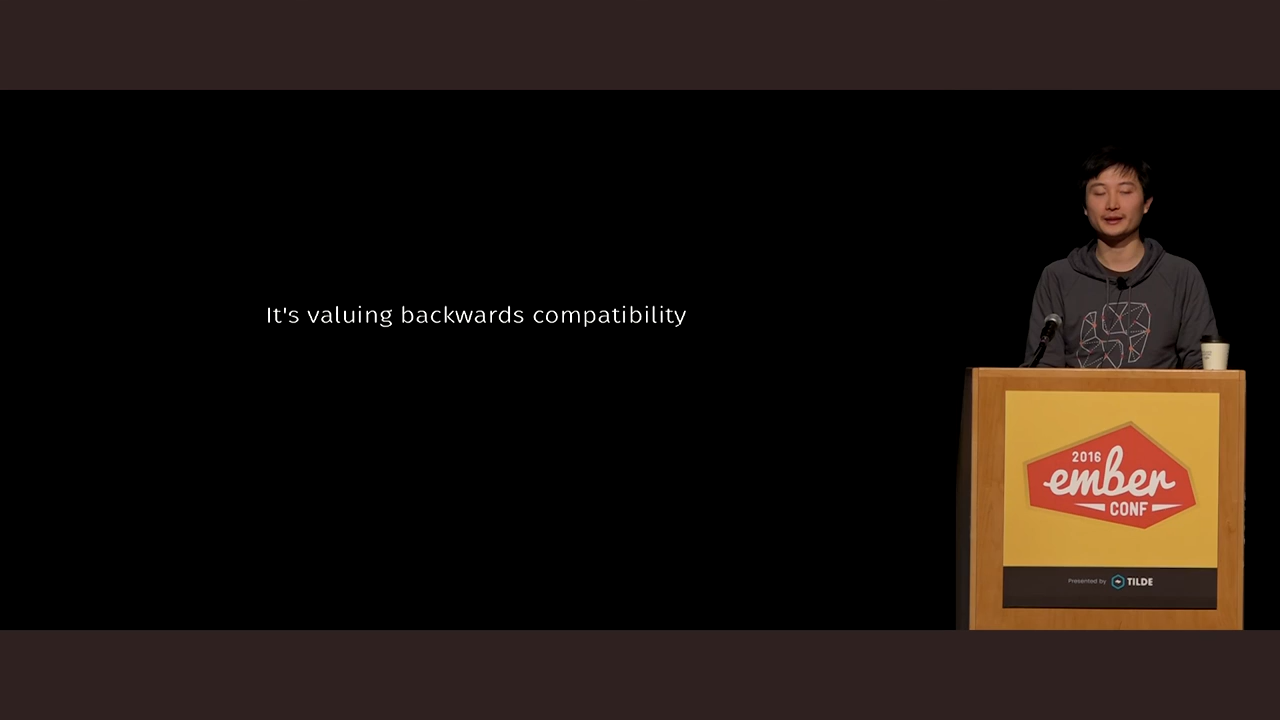 It's valuing backwards compatibility
2016
ember
CONF
Presented by TILDE